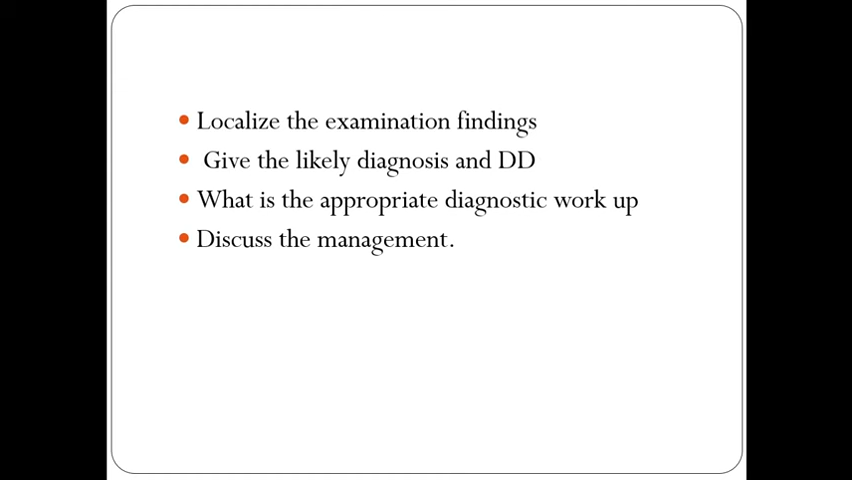 • Localize the examination findings
• Give the likely diagnosis and DD
• What is the appropriate diagnostic work up
• Discuss the management.